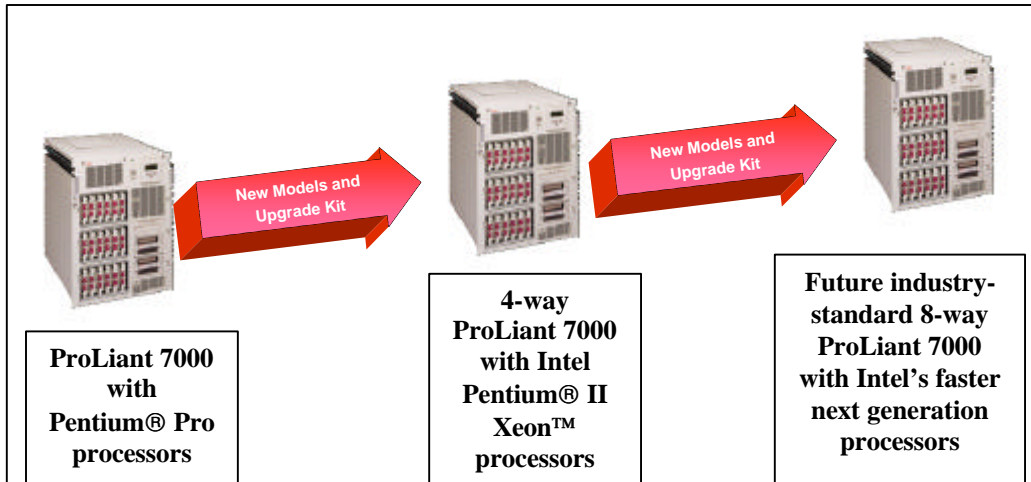 New Models and
Upgrade Kit
New Models and
Upgrade Kit
ProLiant 7000
with
Pentium® Pro
processors
4-way
ProLiant 7000
with Intel
Pentium® II
Xeon™
processors
Future industry-
standard 8-way
ProLiant 7000
with Intel's faster
next generation
processors